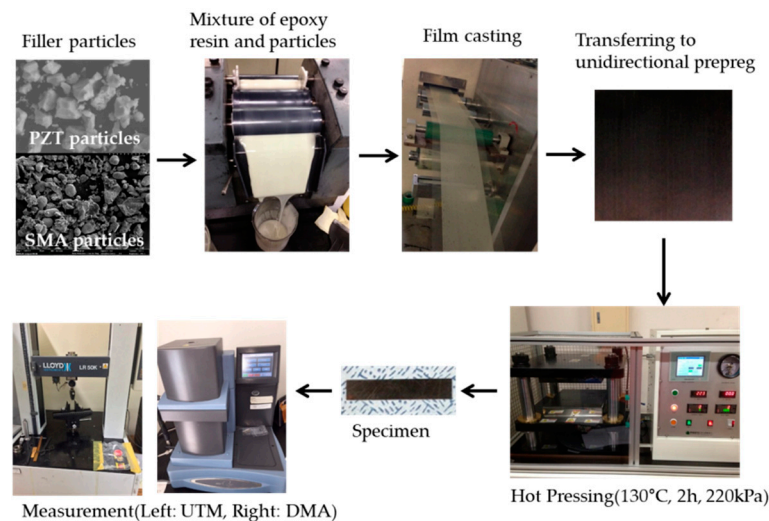 Filler particles
Mixture of epoxy
resin and particles
Film casting
Transferring to
unidirectional prepreg
PZT particles
SMA particles
LLOYD
LR 50K
Specimen
Hot Pressing(130°C, 2h, 220kPa)
Measurement(Left: UTM, Right: DMA)